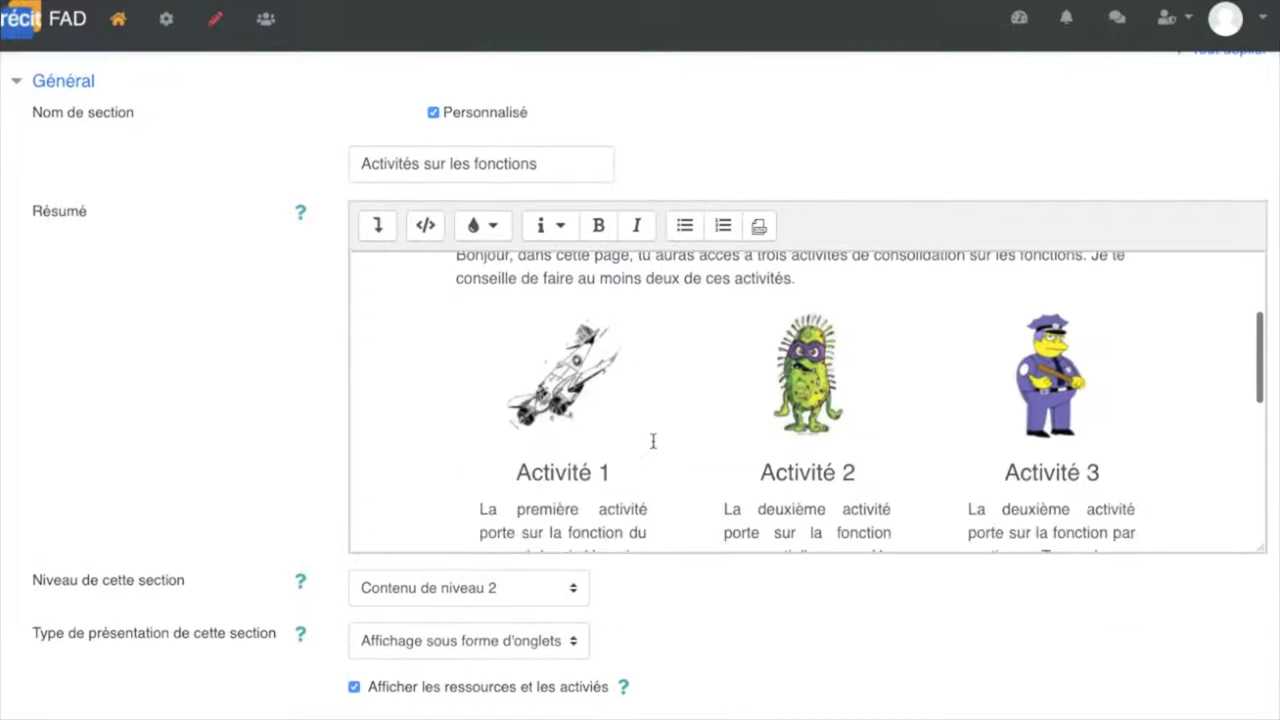 récit FAD
Tout déplier
Général
Nom de section
Personnalisé
Activités sur les fonctions
Résumé
B I
Bonjour, dans cette page, tu auras accès à trois activités de consolidation sur les fonctions. Je te
conseille de faire au moins deux de ces activités.
Activité 1
Activité 2
Activité 3
La première activité
porte sur la fonction du
La deuxième activité
porte sur la fonction
La deuxième activité
porte sur la fonction par
Niveau de cette section
Contenu de niveau 2
Type de présentation de cette section
Affichage sous forme d'onglets
Afficher les ressources et les activiés